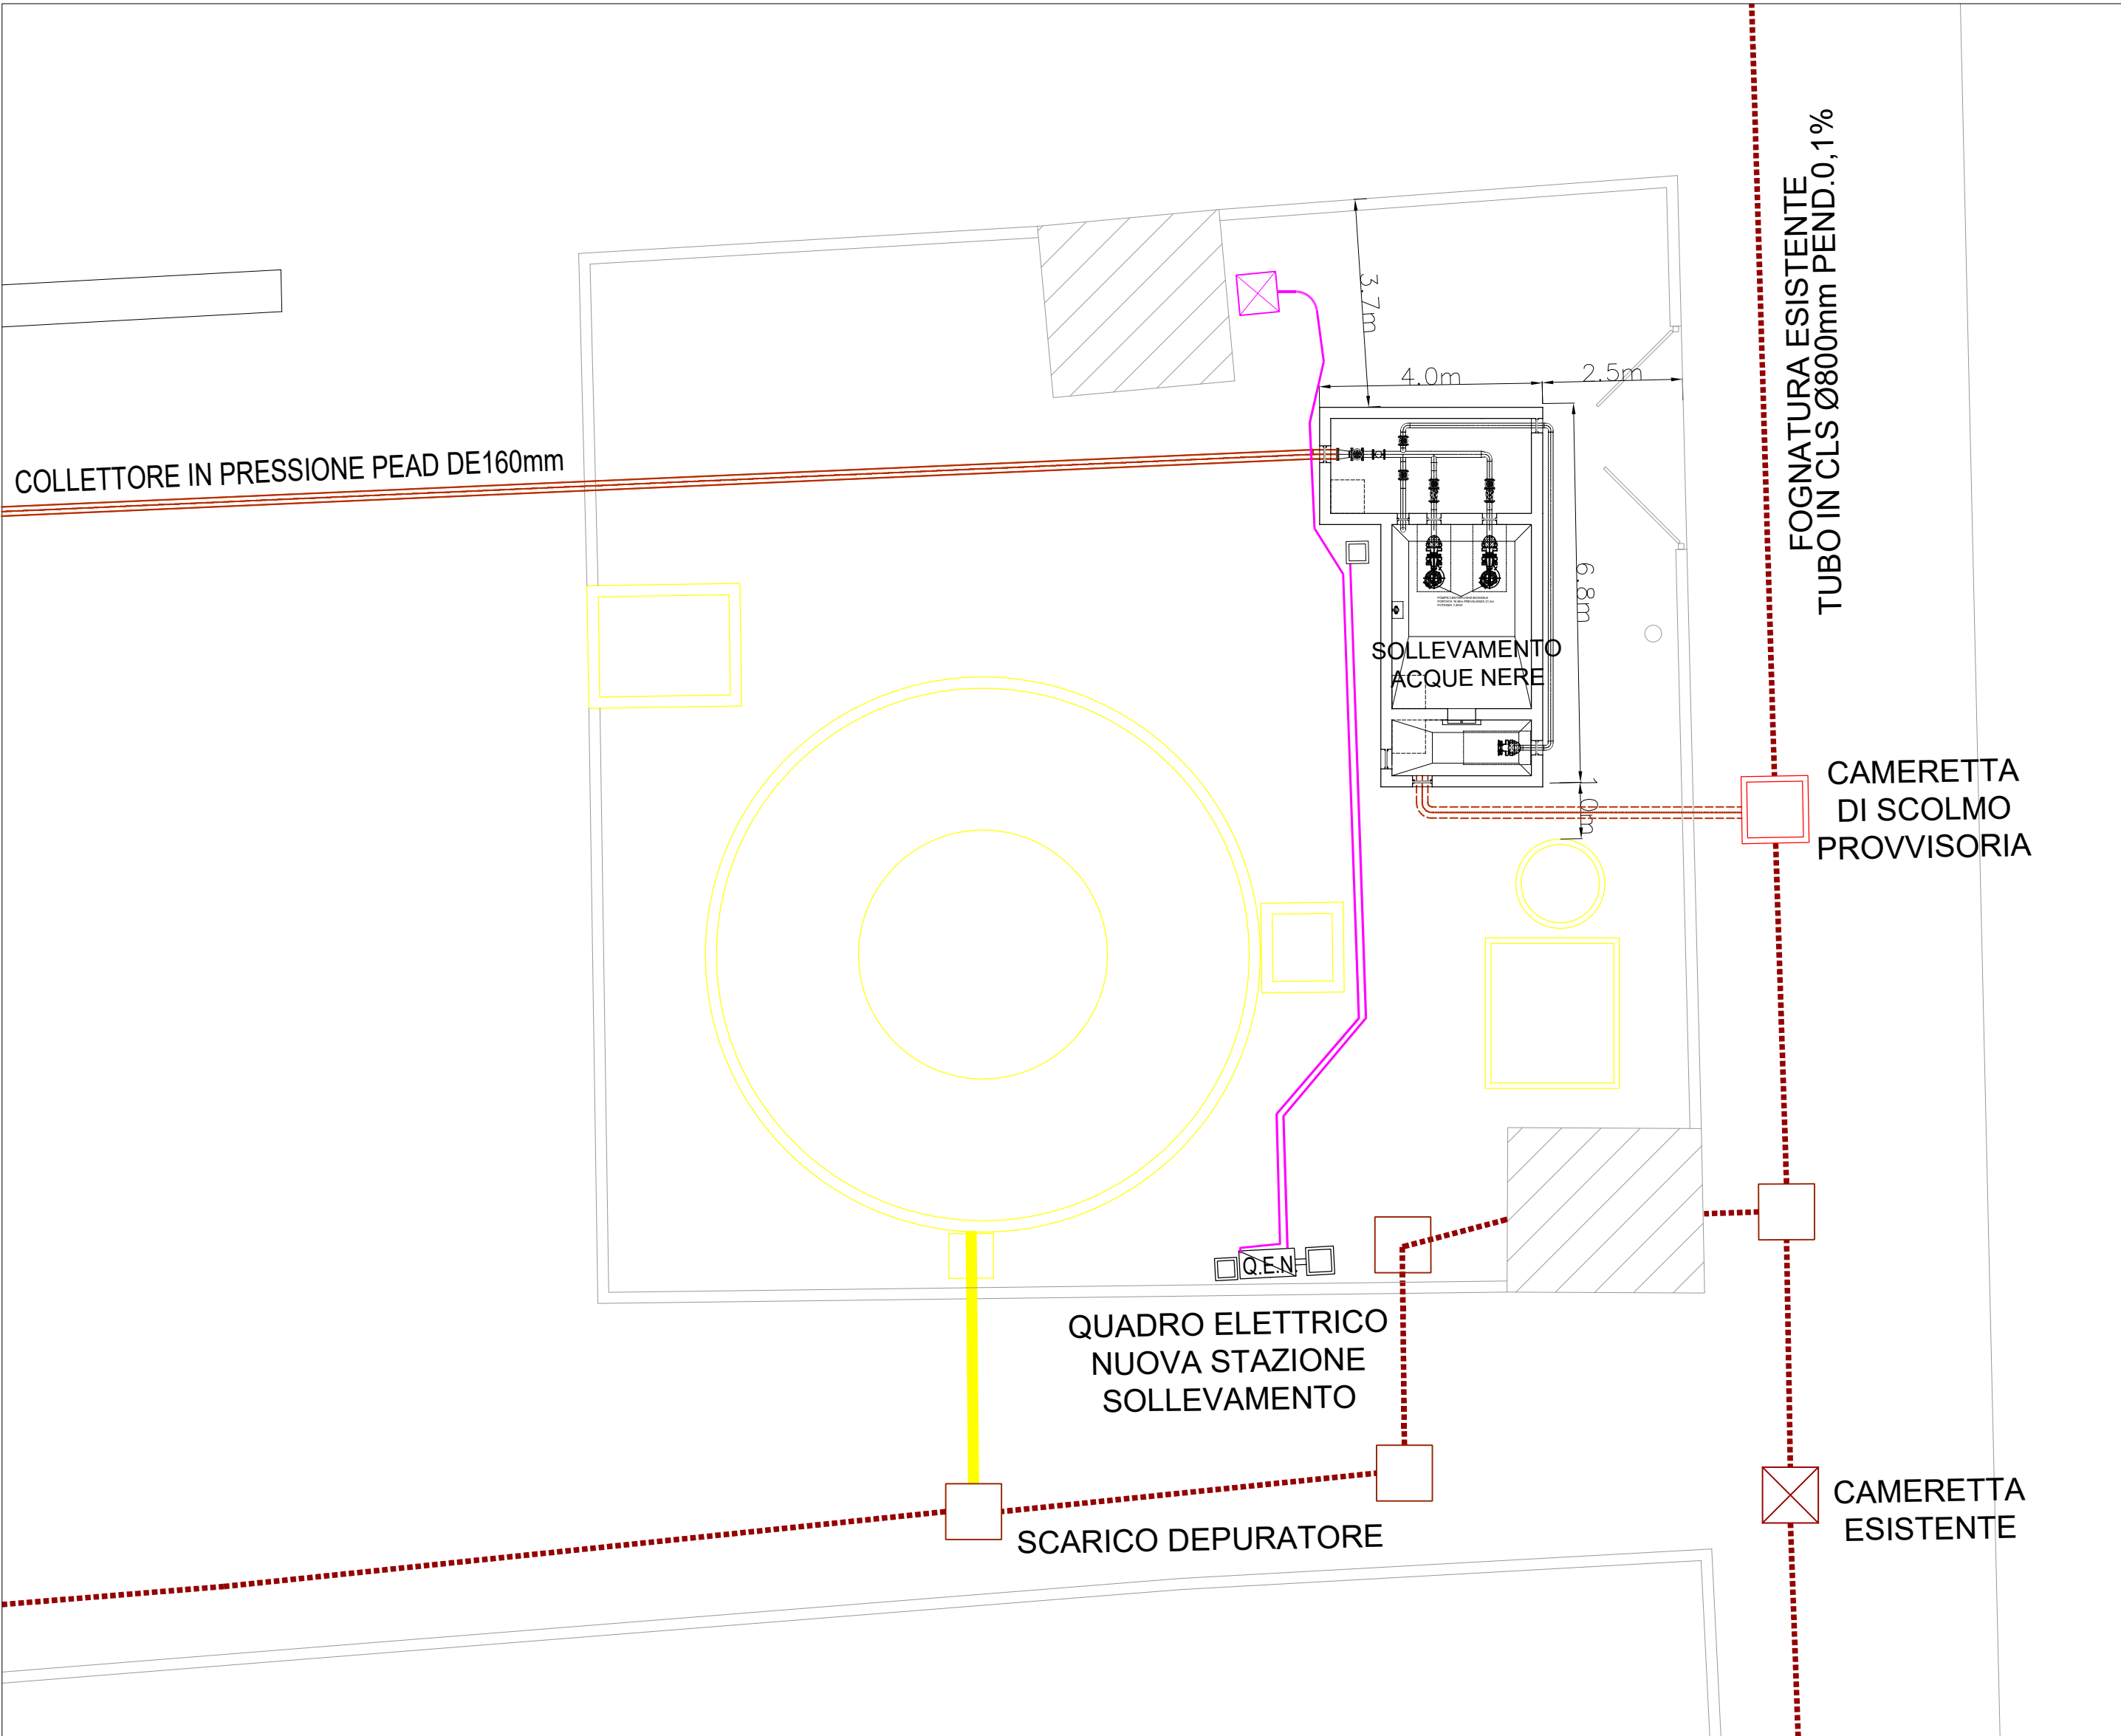 FOGNATURA ESISTENTE
TUBO IN CLS Ø800mm PEND.0,1%
3.7m
4.0m
2.5m
COLLETTORE IN PRESSIONE PEAD DE160mm
6.8m
SOLLEVAMENTO
ACQUE NERE
1.0m
CAMERETTA
DI SCOLMO
PROVVISORIA
Q.E.N.
QUADRO ELETTRICO
NUOVA STAZIONE
SOLLEVAMENTO
SCARICO DEPURATORE
CAMERETTA
ESISTENTE